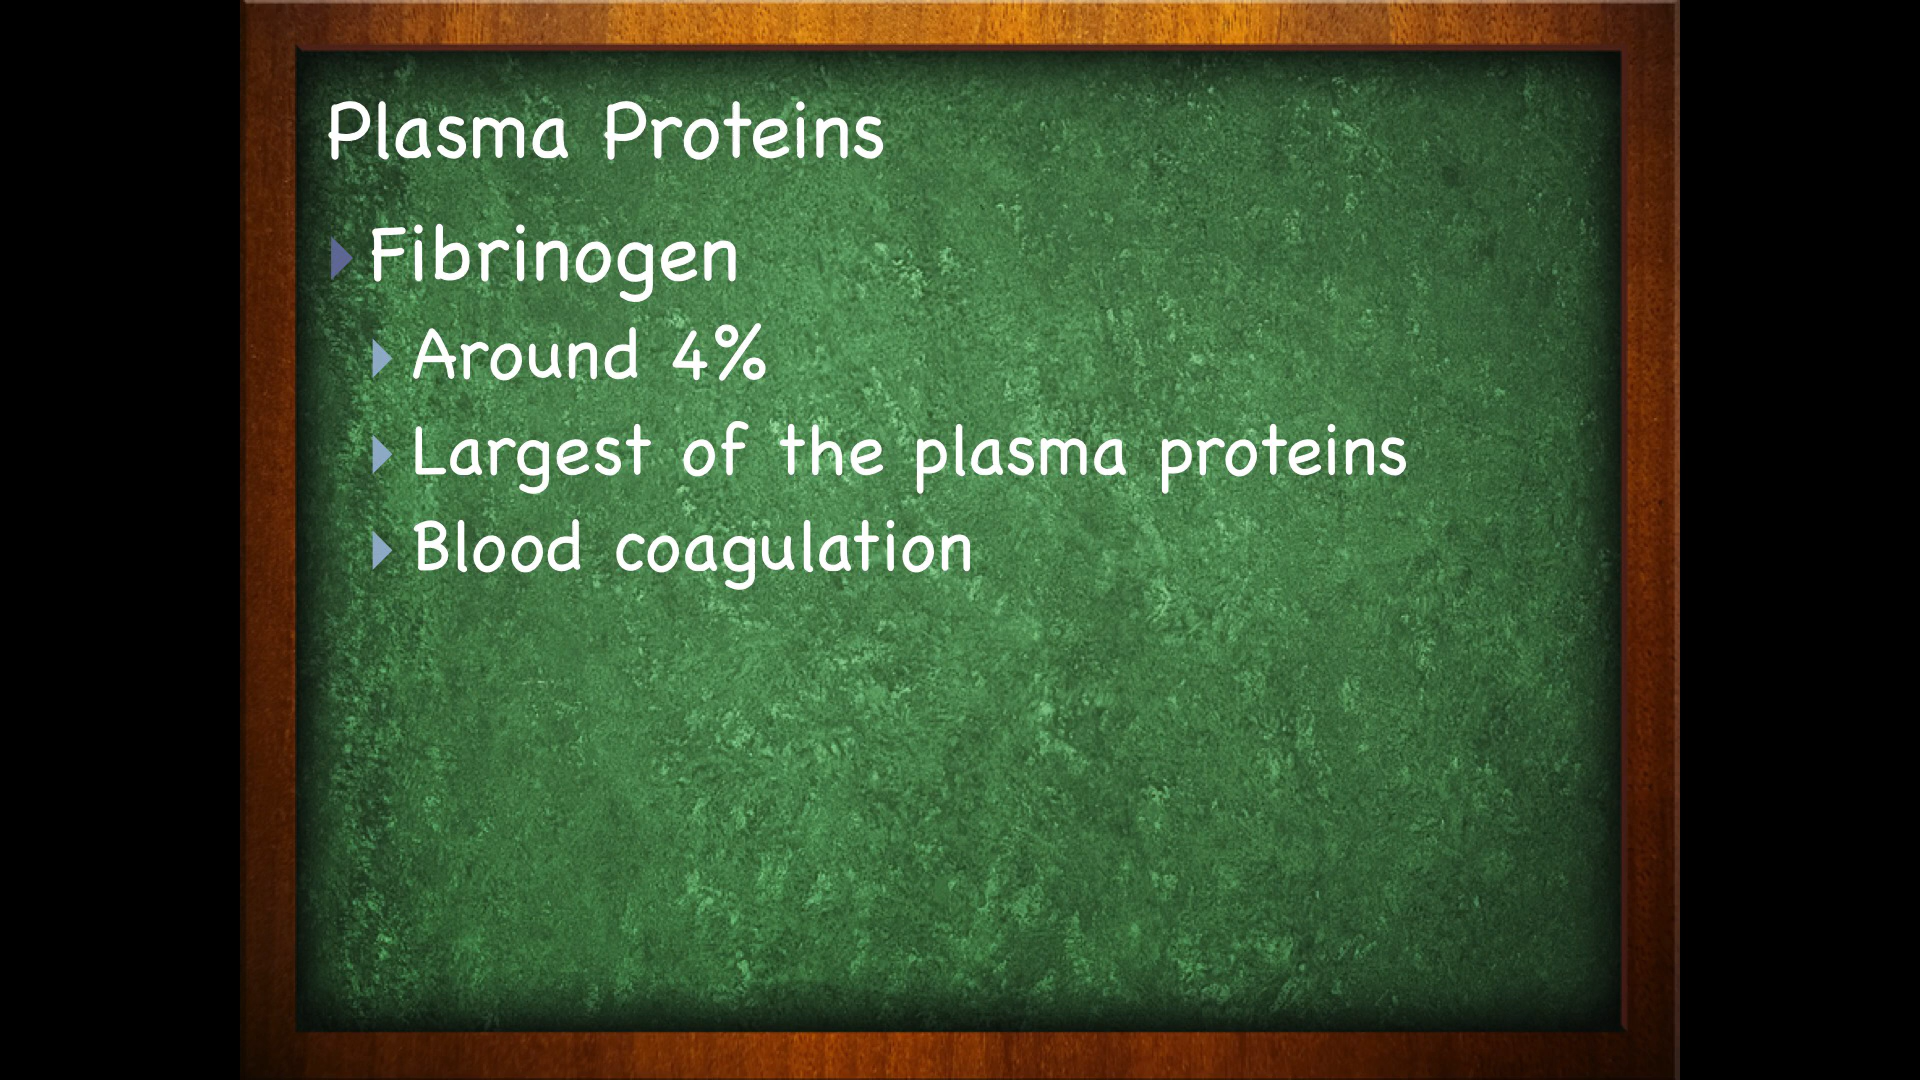 Plasma Proteins
Fibrinogen
Around 4%
Largest of the plasma proteins
Blood coagulation